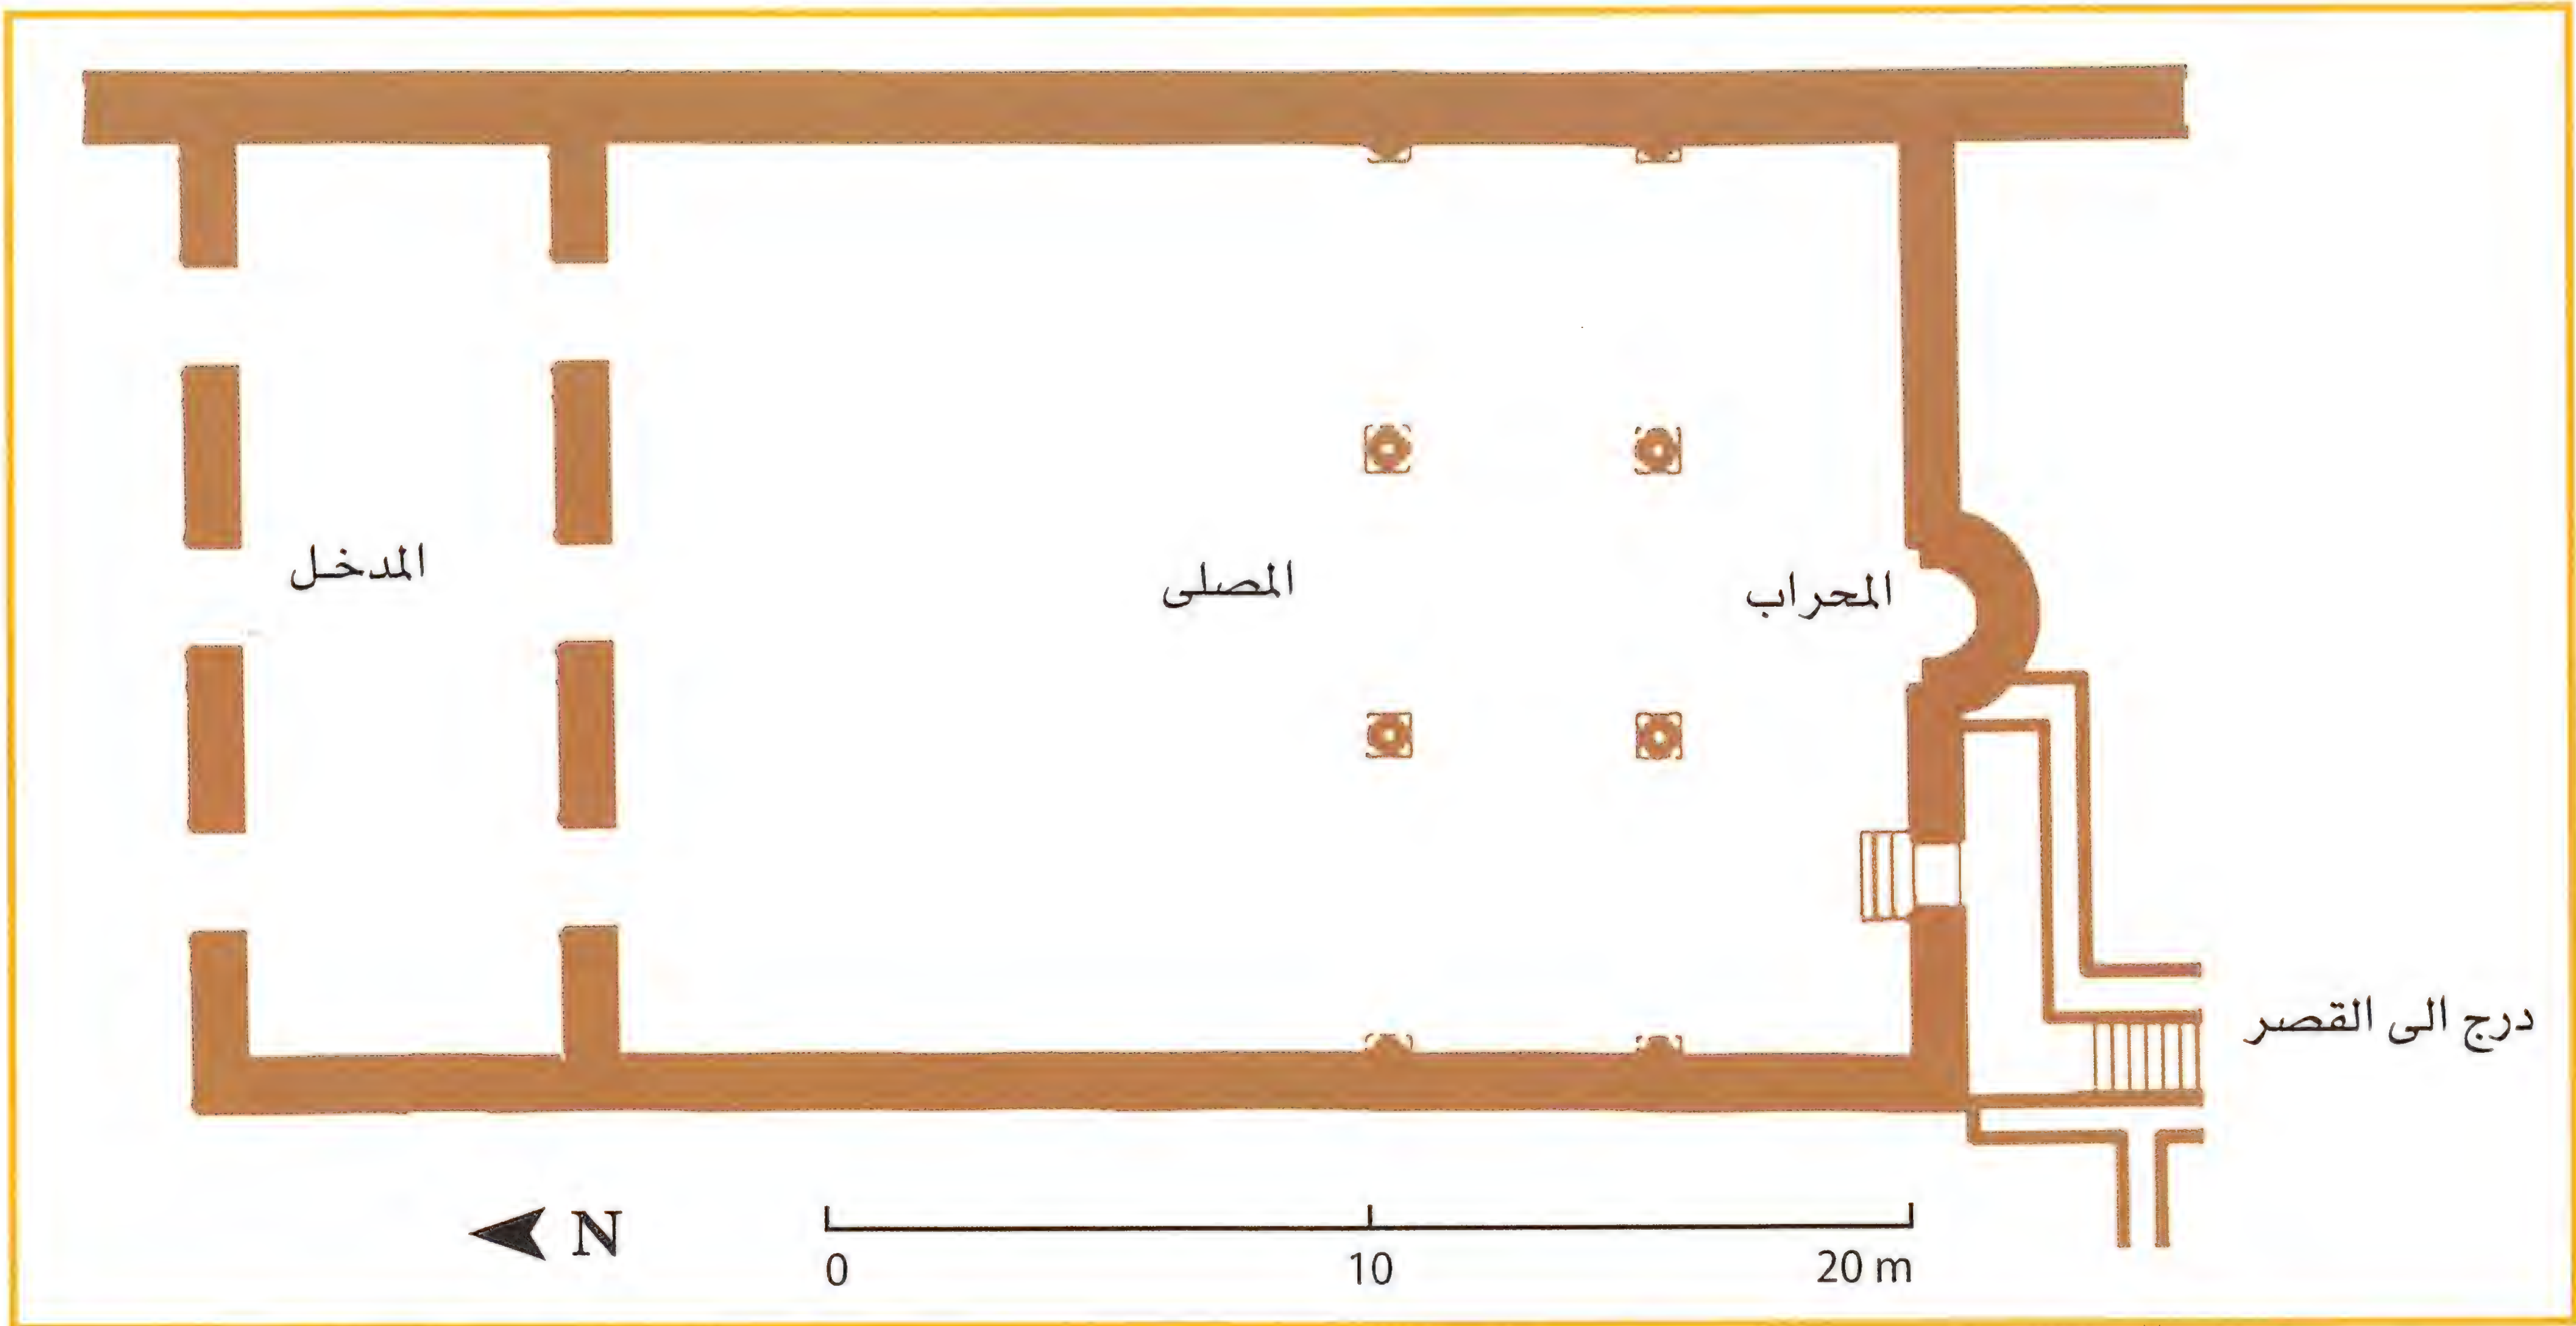 المدخل
المصلى
المحراب
درج الى القصر
N
0 10 20 m